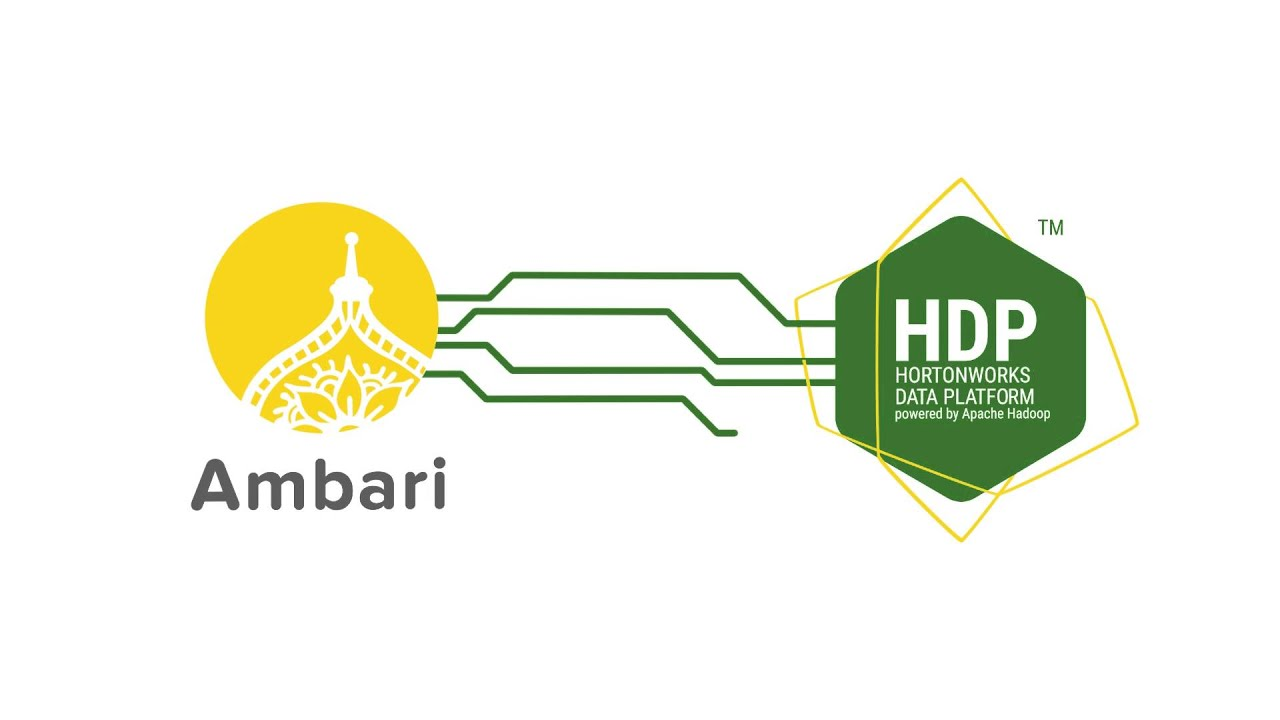 Ambari
TM
HDP
HORTONWORKS
DATA PLATFORM
powered by Apache Hadoop